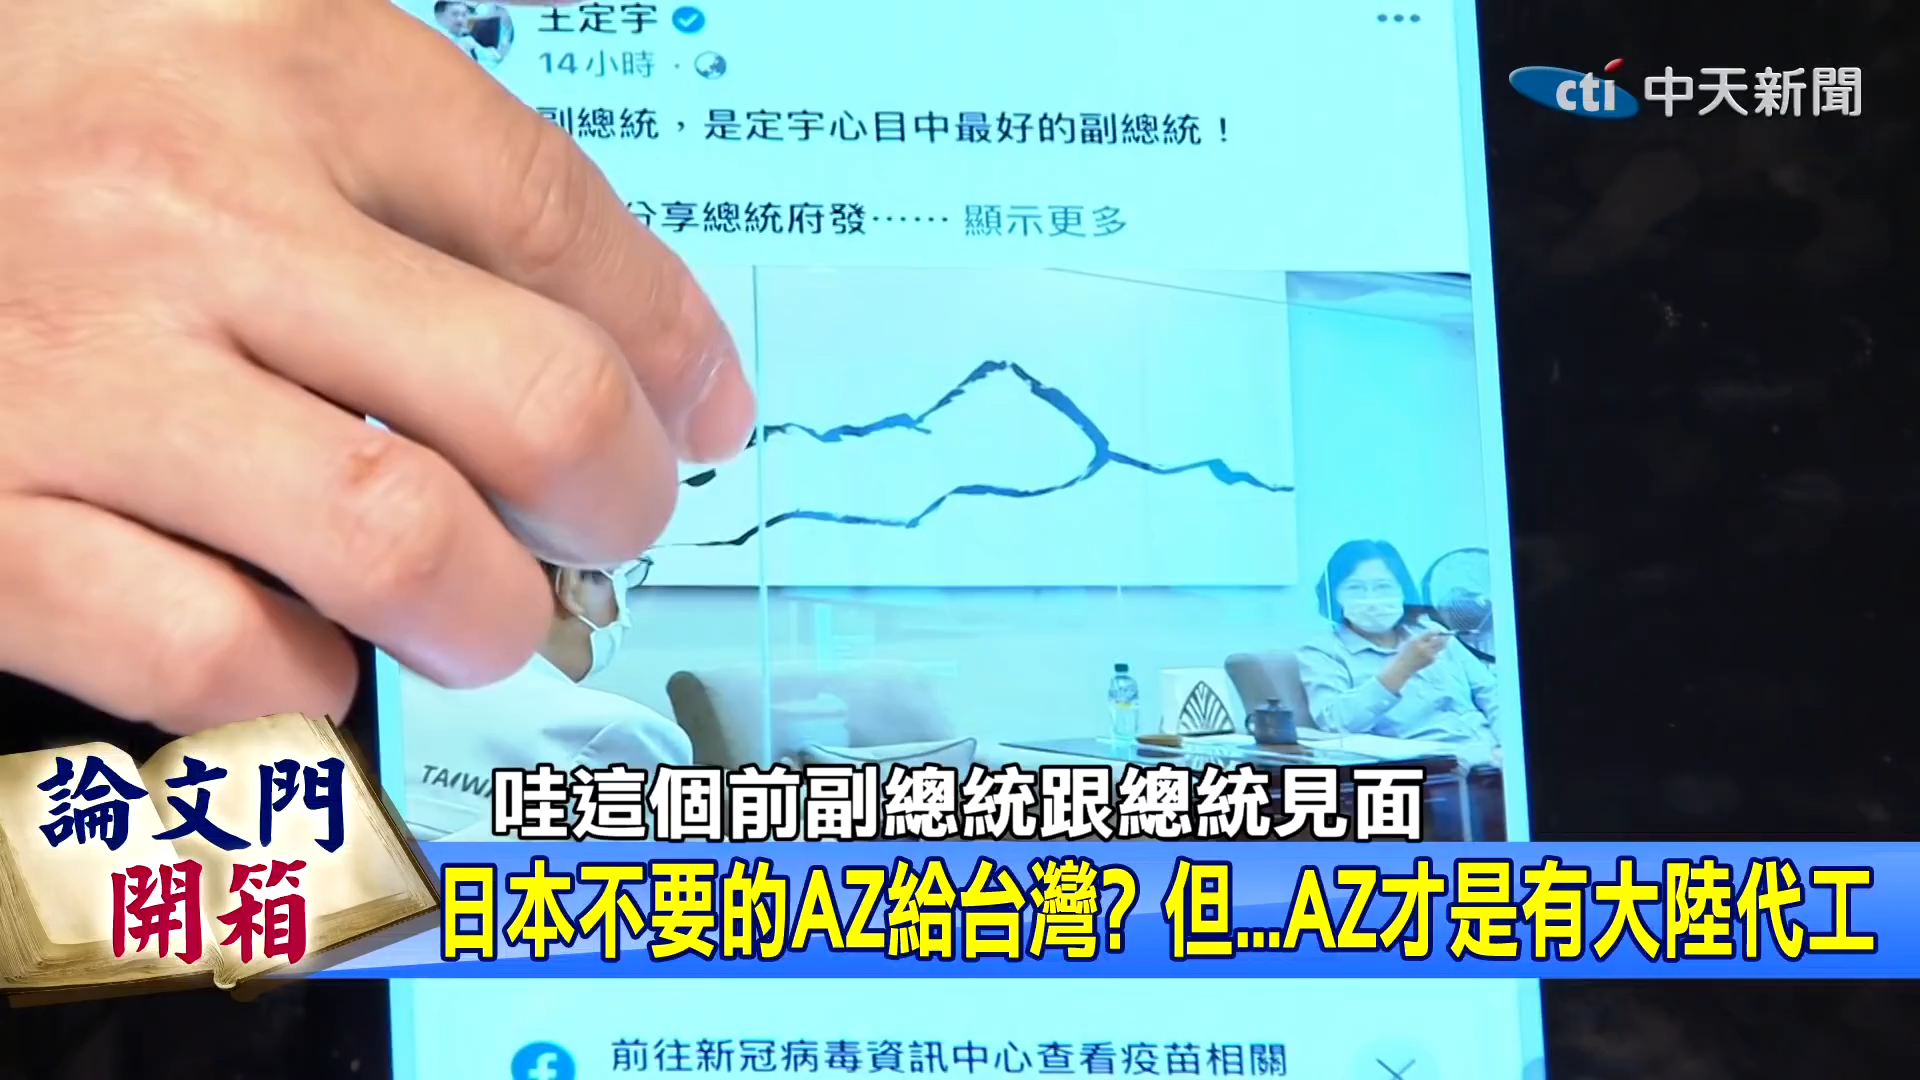 王定宇
14小時
cti 中天新聞
副總統，是定宇心目中最好的副總統！
分享總統府發…… 顯示更多
哇這個前副總統跟總統見面
論文門
開箱
日本不要的AZ給台灣? 但...AZ才是有大陸代工
前往新冠病毒資訊中心查看疫苗相關